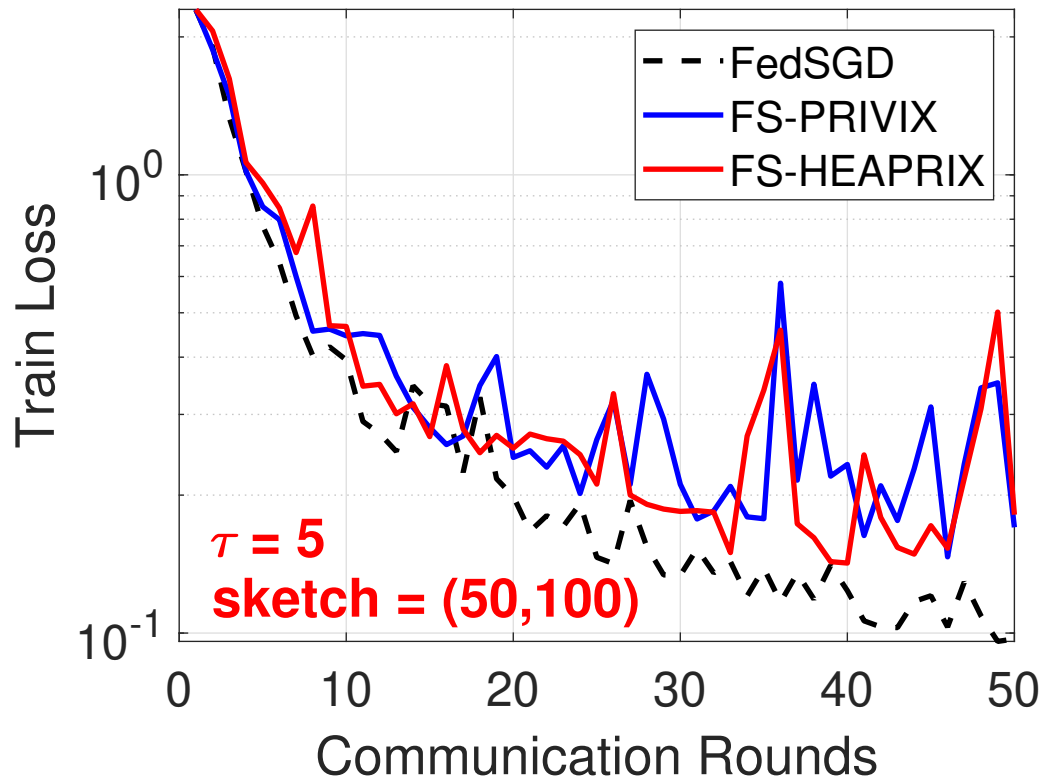 FedSGD
FS-PRIVIX
FS-HEAPRIX
10^0
10^-1
Train Loss
τ = 5
sketch = (50,100)
0 10 20 30 40 50
Communication Rounds